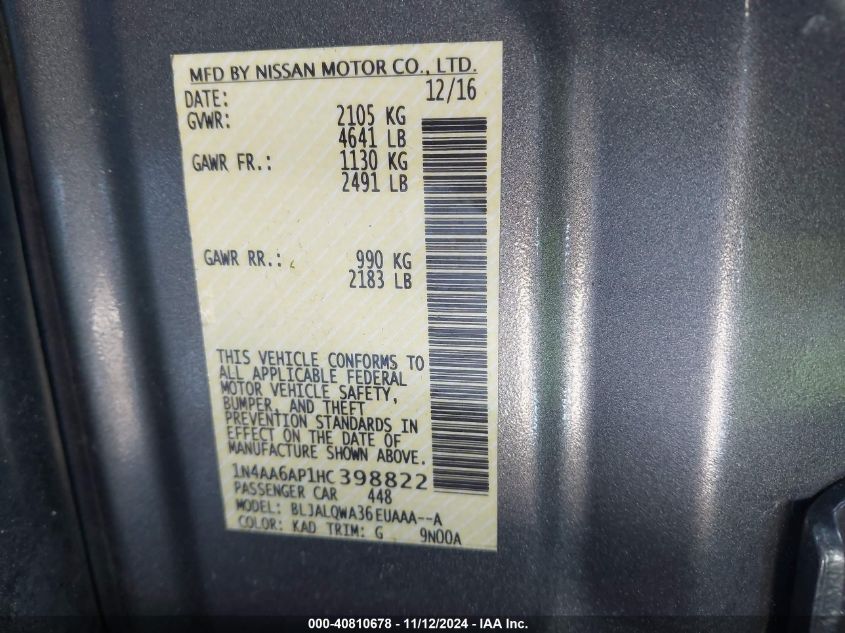 MFD BY NISSAN MOTOR CO., LTD.
DATE: 12/16
GVWR: 2105 KG
4641 LB
GAWR FR.: 1130 KG
2491 LB
GAWR RR.: 990 KG
2183 LB
THIS VEHICLE CONFORMS TO
ALL APPLICABLE FEDERAL
MOTOR VEHICLE SAFETY,
BUMPER, AND THEFT
PREVENTION STANDARDS IN
EFFECT ON THE DATE OF
MANUFACTURE SHOWN ABOVE.
1N4AA6AP1HC398822
PASSENGER CAR 448
MODEL: BLJALQWA36EUAAA--A
COLOR: KAD TRIM: G 9N00A
000-40810678 - 11/12/2024 - IAA Inc.